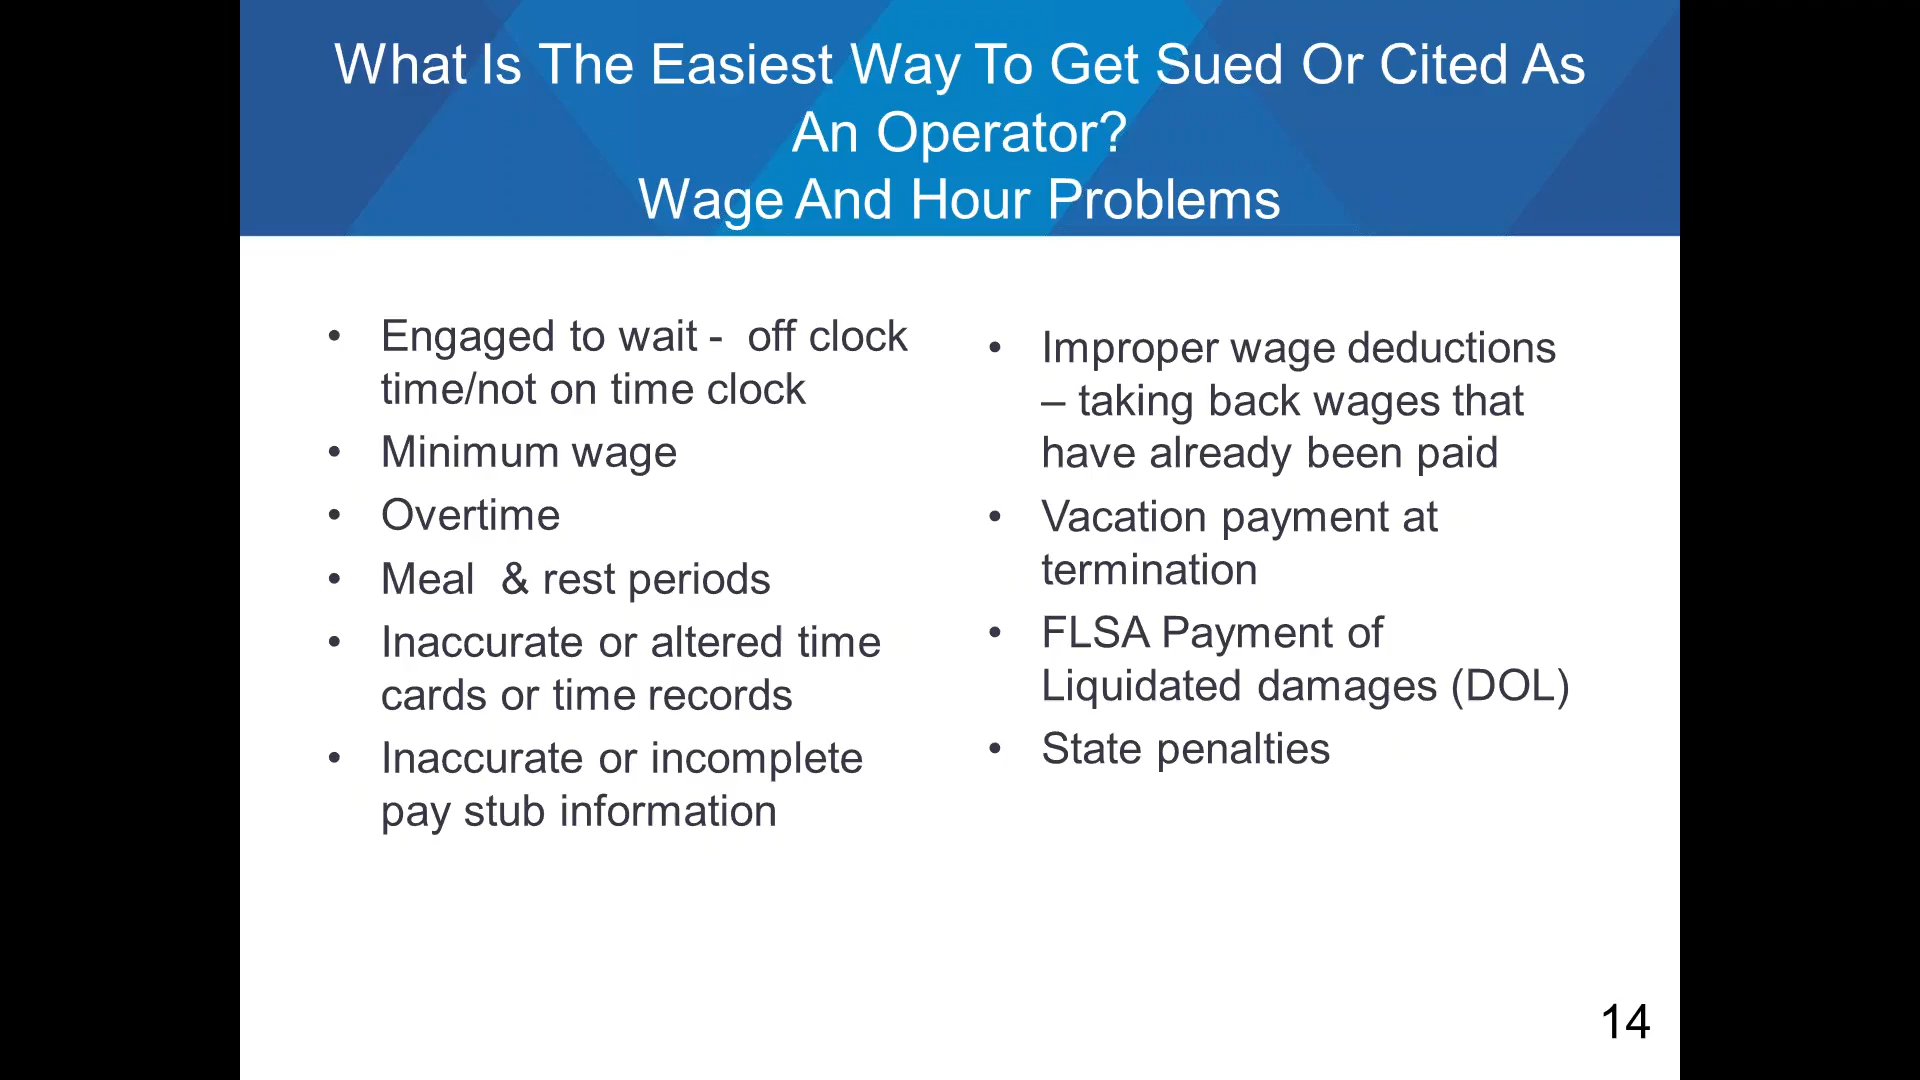 What Is The Easiest Way To Get Sued Or Cited As
An Operator?
Wage And Hour Problems
• Engaged to wait -  off clock
time/not on time clock
• Minimum wage
• Overtime
• Meal  & rest periods
• Inaccurate or altered time
cards or time records
• Inaccurate or incomplete
pay stub information
• Improper wage deductions
– taking back wages that
have already been paid
• Vacation payment at
termination
• FLSA Payment of
Liquidated damages (DOL)
• State penalties
14